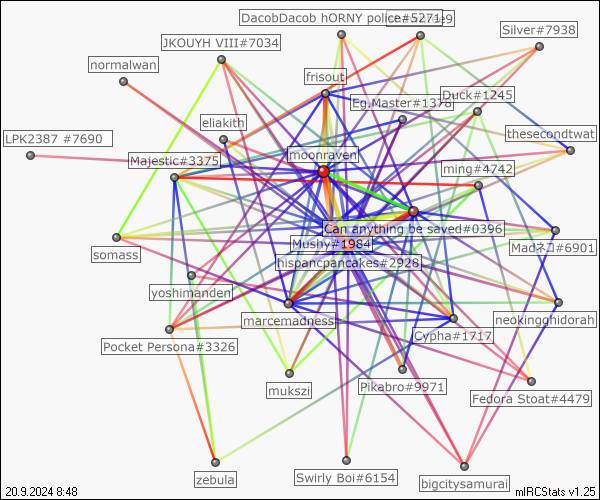 DacobDacob hORNY police#5271
Silver#7938
JKOUYH VIII#7034
normalwan
frisout
Duck#1245
Eg.Master#1378
eliakith
thesecondtwat
LPK2387 #7690
moonraven
Majestic#3375
ming#4742
Can anything be saved#0396
Mushy#1984
Madネコ#6901
somass
hispancpancakes#2928
yoshimanden
marcemadness
neokingghidorah
Cypha#1717
Pocket Persona#3326
mukszi
Pikabro#9971
Fedora Stoat#4479
zebula
Swirly Boi#6154
bigcitysamurai
20.9.2024 8:48
mIRCStats v1.25